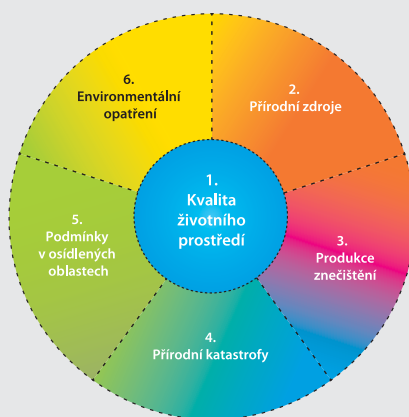 1.
Kvalita
životního
prostředí
2.
Přírodní zdroje
3.
Produkce
znečištění
4.
Přírodní katastrofy
5.
Podmínky
v osídlených
oblastech
6.
Environmentální
opatření